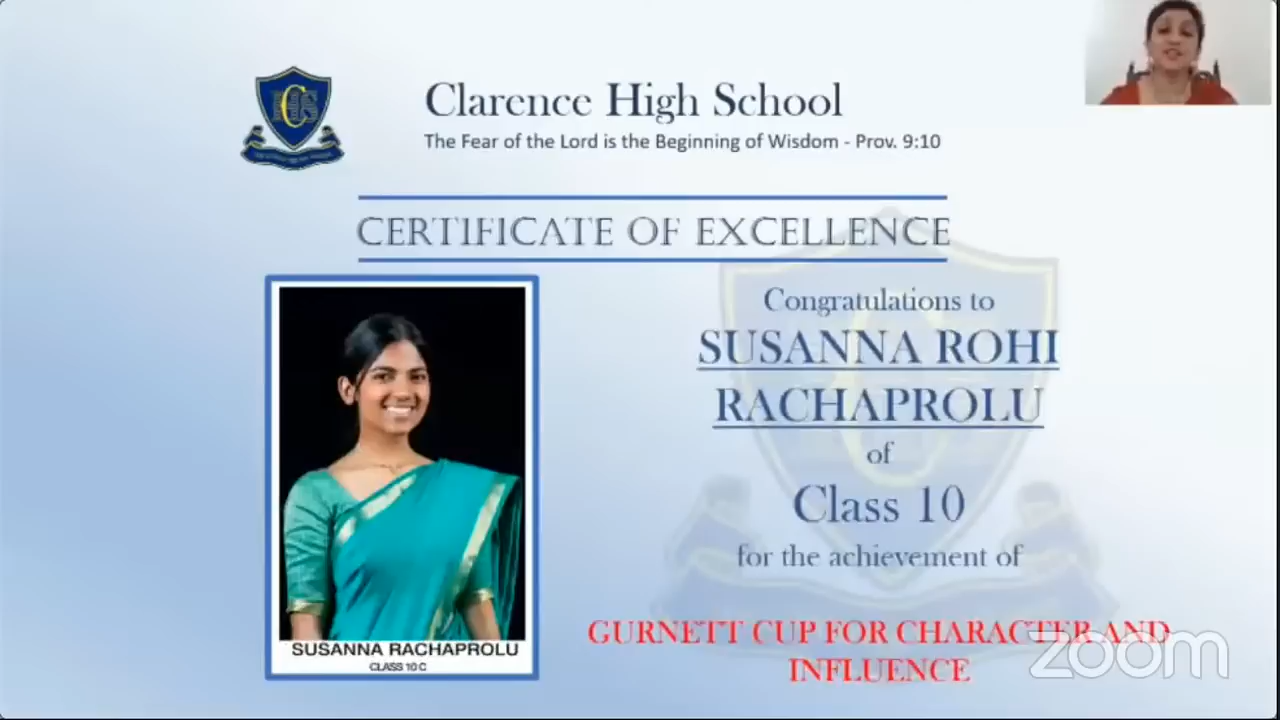 Clarence High School
The Fear of the Lord is the Beginning of Wisdom - Prov. 9:10
CERTIFICATE OF EXCELLENCE
Congratulations to
SUSANNA ROHI
RACHAPROLU
of
Class 10
for the achievement of
GURNETT CUP FOR CHARACTER AND
INFLUENCE
SUSANNA RACHAPROLU
CLASS 10 C
zoom